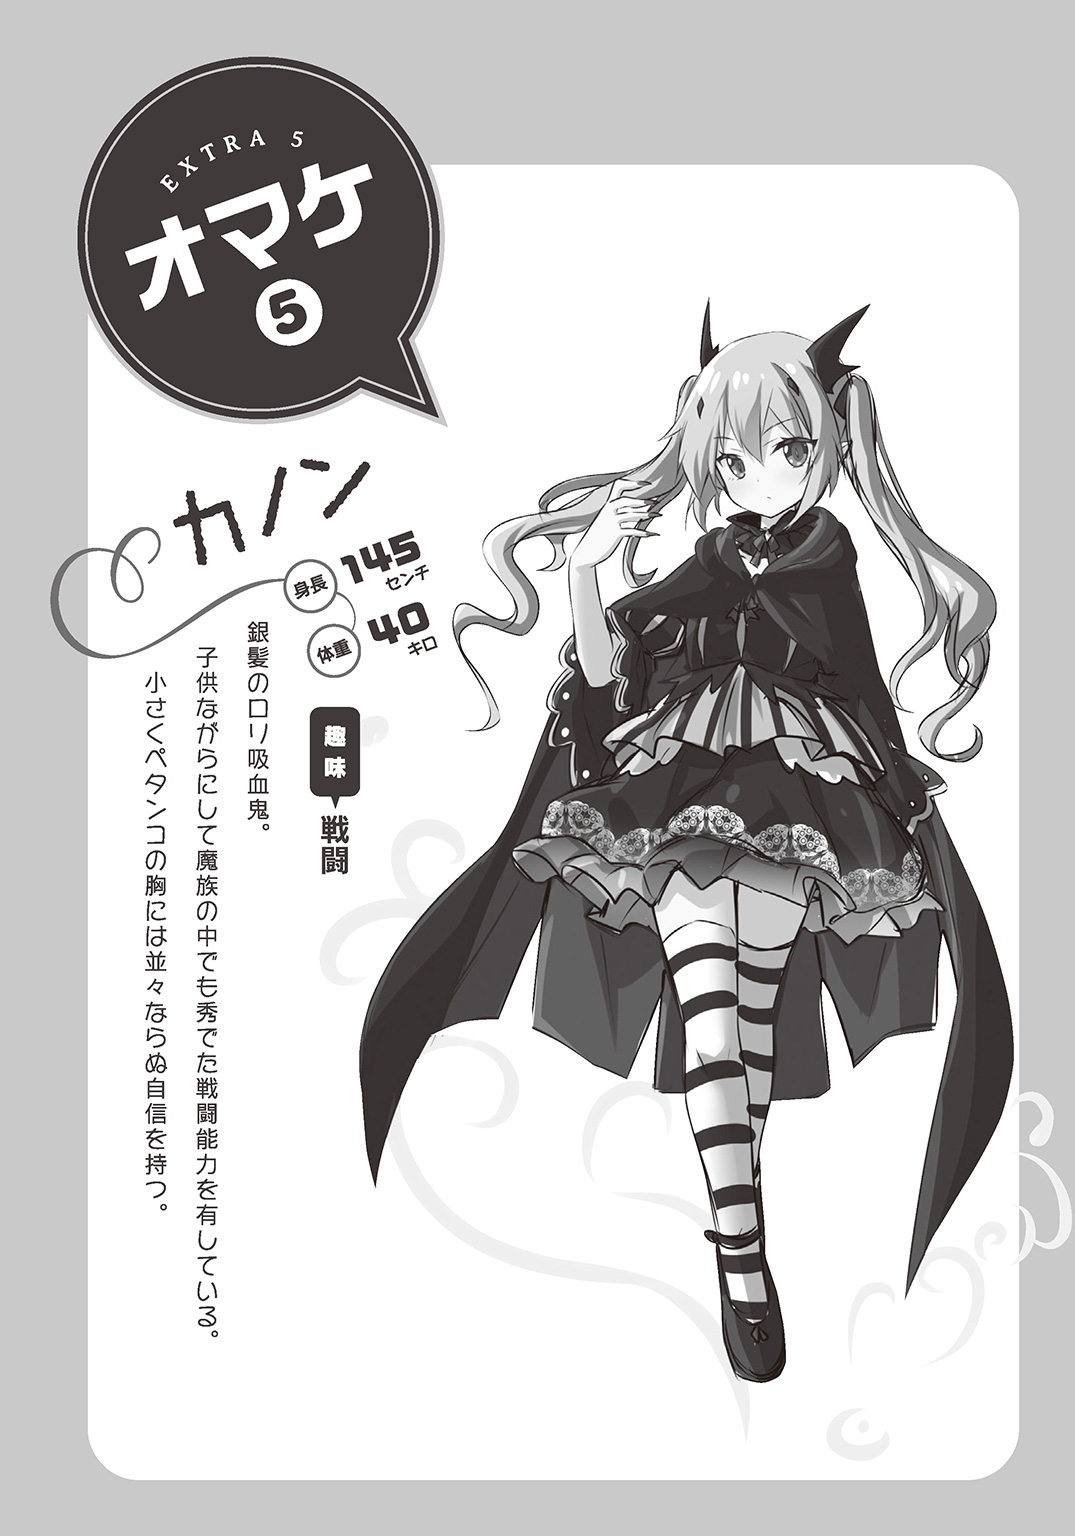 EXTRA 5
オマケ
5
カノン
身長
145
センチ
体重
40
キロ
趣味
戦闘
銀髪のロリ吸血鬼。
子供ながらにして魔族の中でも秀でた戦闘能力を有している。
小さくペタンコの胸には並々ならぬ自信を持つ。